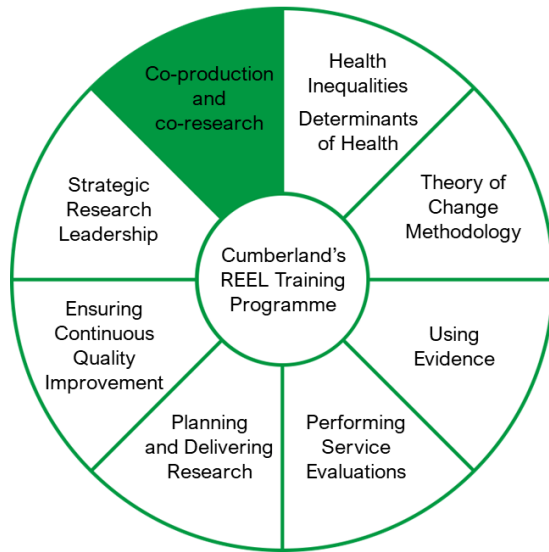 Co-production
and
co-research
Health
Inequalities
Determinants
of Health
Theory of
Change
Methodology
Using
Evidence
Performing
Service
Evaluations
Planning
and Delivering
Research
Ensuring
Continuous
Quality
Improvement
Strategic
Research
Leadership
Cumberland’s
REEL Training
Programme